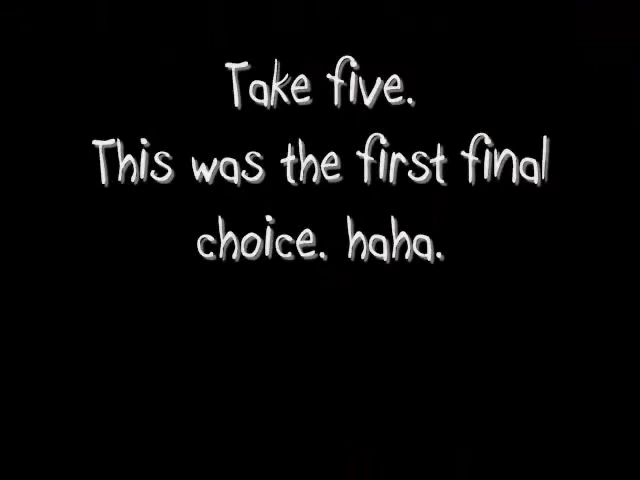 Take five.
This was the first final
choice. haha.